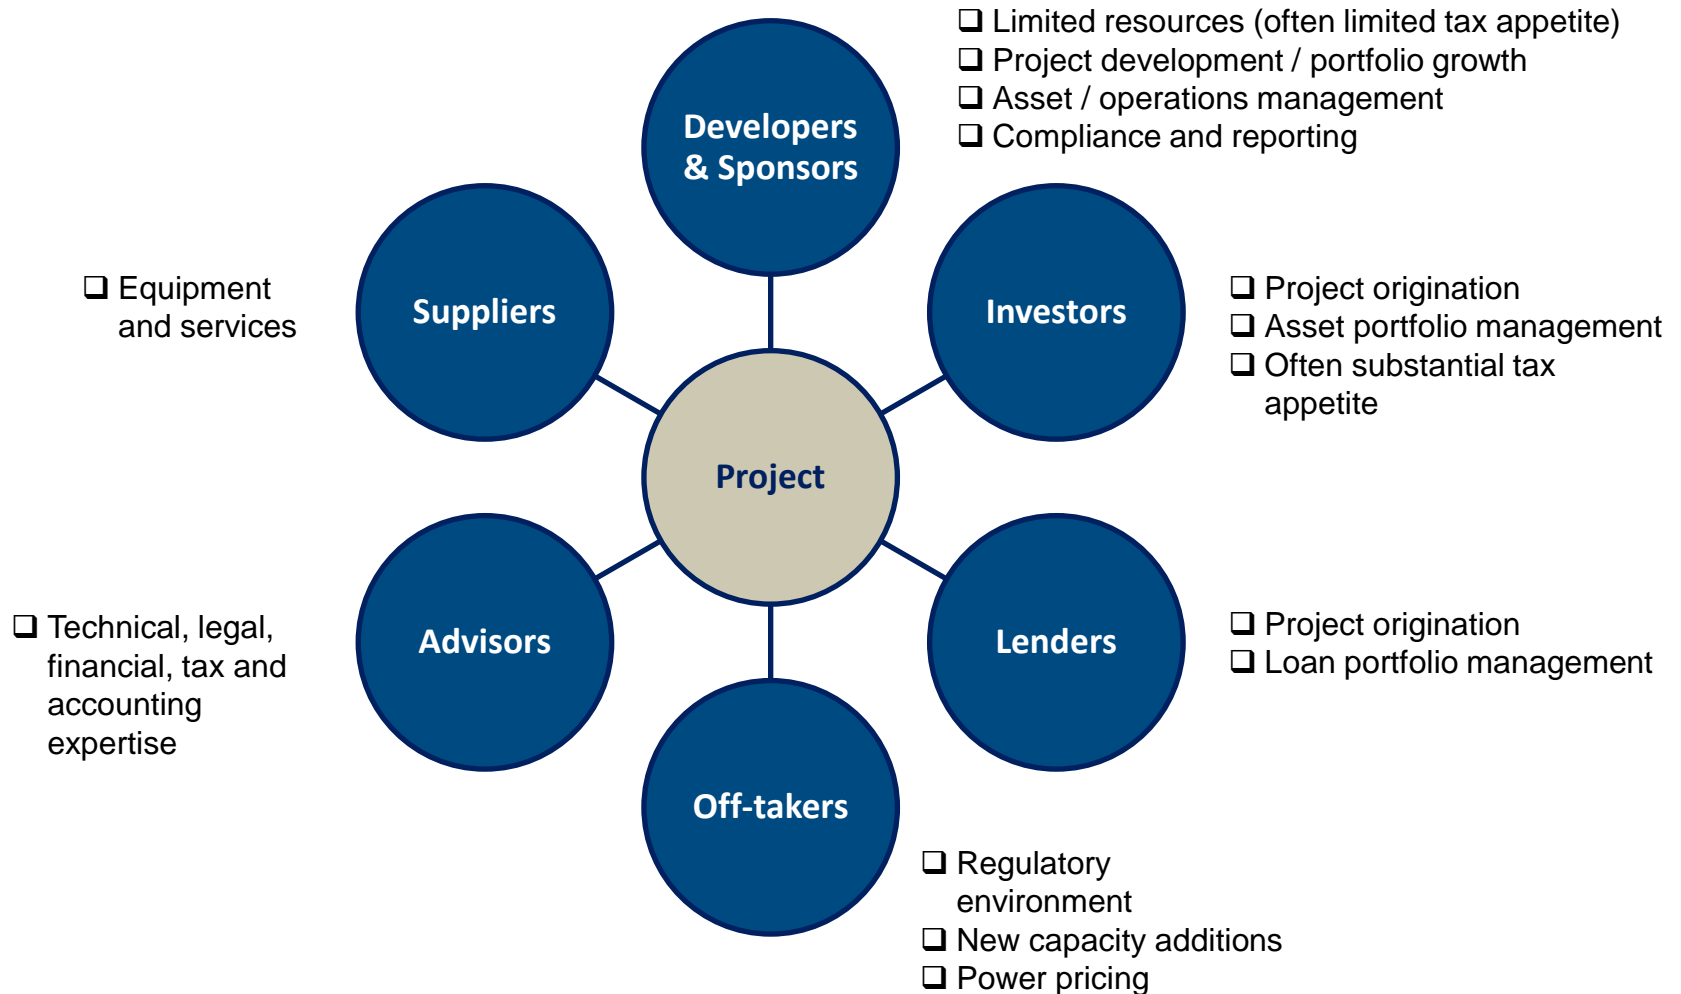 ❑ Limited resources (often limited tax appetite)
❑ Project development / portfolio growth
❑ Asset / operations management
❑ Compliance and reporting
Developers
& Sponsors
❑ Equipment
and services
Suppliers
Investors
❑ Project origination
❑ Asset portfolio management
❑ Often substantial tax
appetite
Project
❑ Technical, legal,
financial, tax and
accounting
expertise
Advisors
Lenders
❑ Project origination
❑ Loan portfolio management
Off-takers
❑ Regulatory
environment
❑ New capacity additions
❑ Power pricing